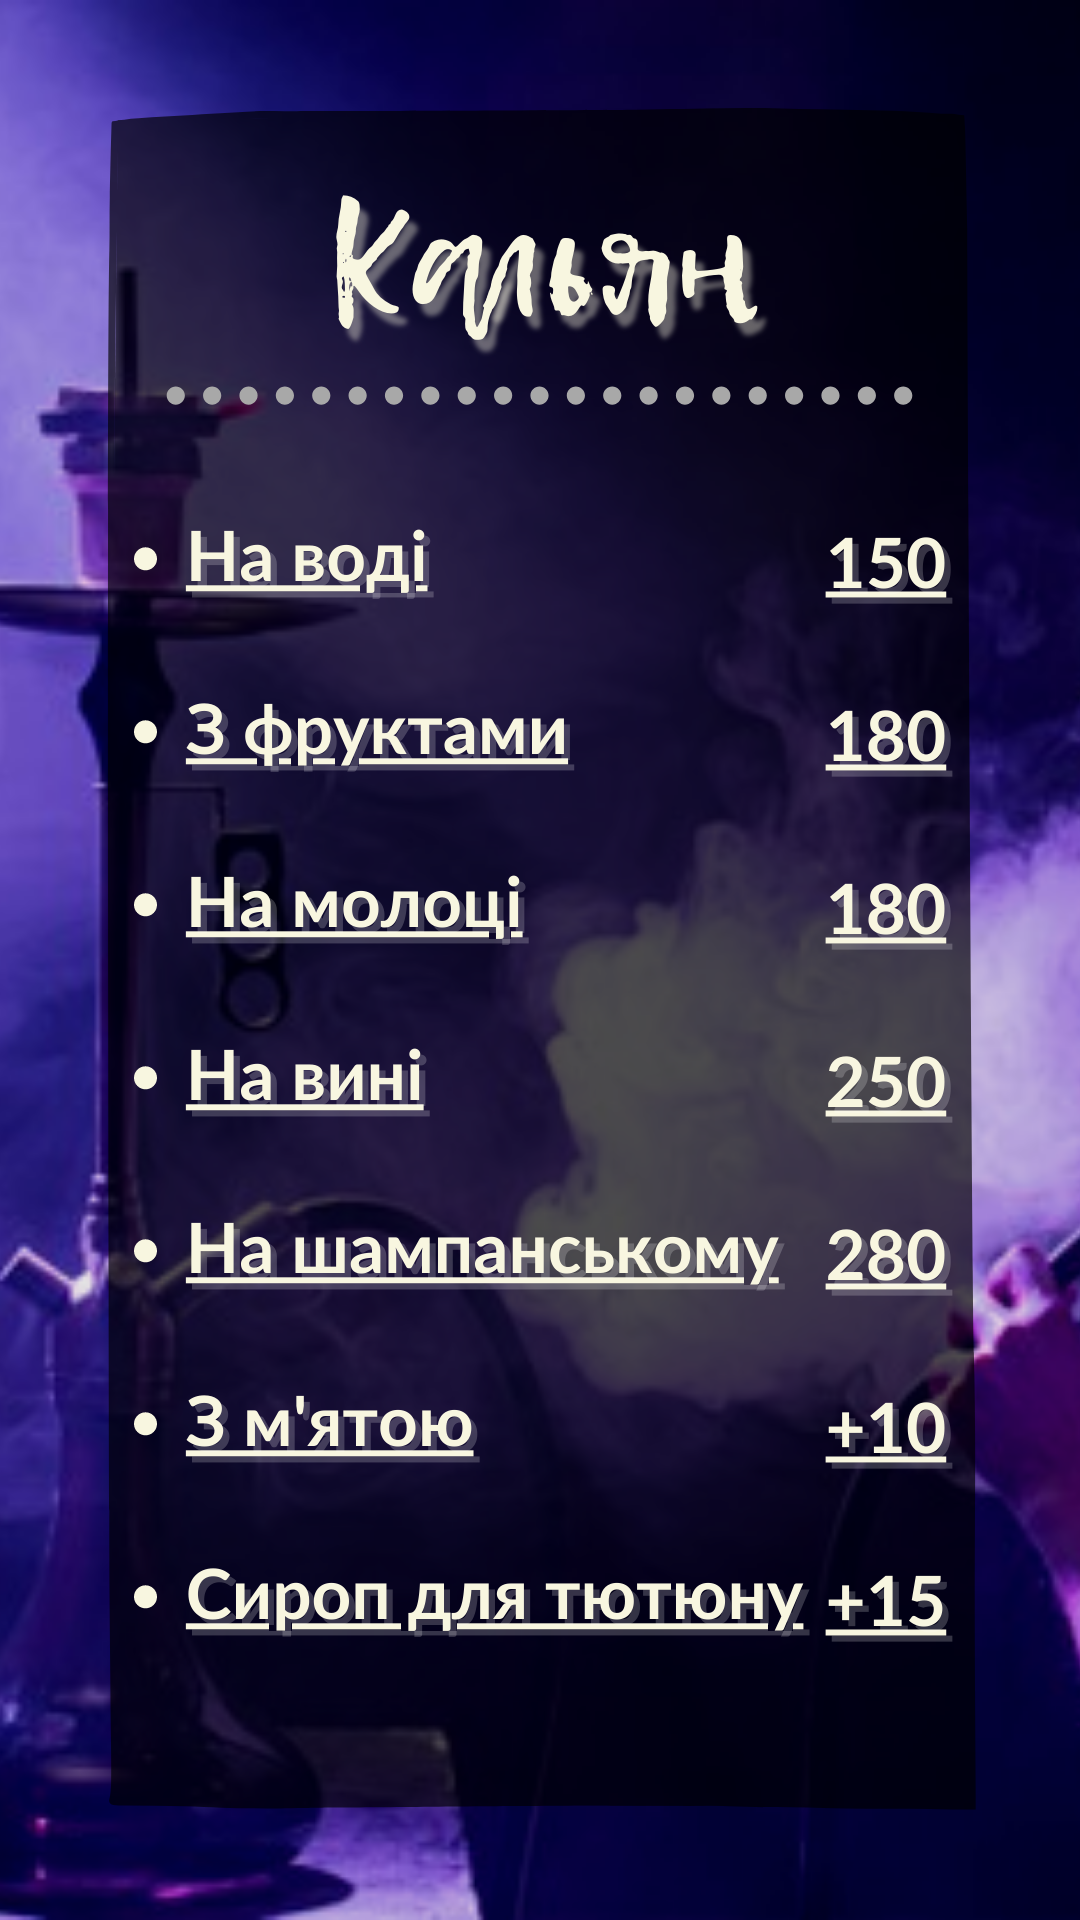 Кальян
• На воді 150
• З фруктами 180
• На молоці 180
• На вині 250
• На шампанському 280
• З м'ятою +10
• Сироп для тютюну +15